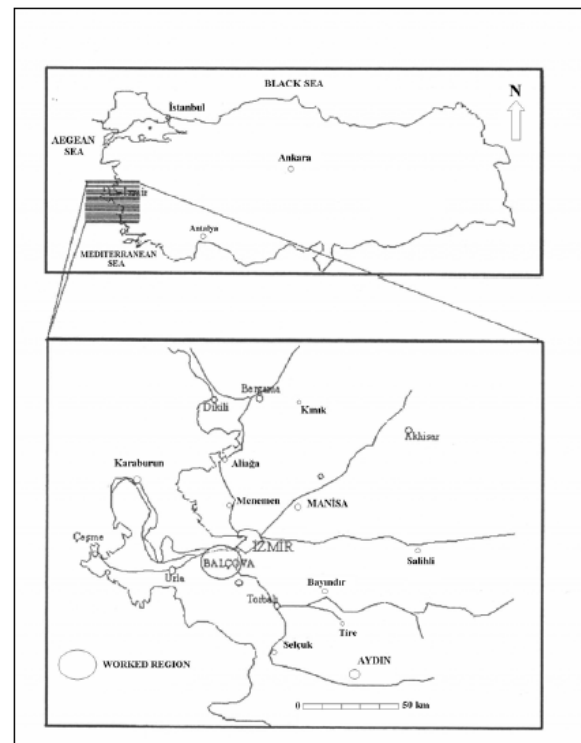 BLACK SEA
N
İstanbul
AEGEAN
SEA
Ankara
İzmir
Antalya
MEDITERRANEAN
SEA
Bergama
Dikili
Kınık
Akhisar
Aliağa
Karaburun
Menemen
MANİSA
Çeşme
İZMİR
BALÇOVA
Urla
Salihli
Bayındır
Torbalı
Tire
Selçuk
AYDIN
WORKED REGION
0 50 km